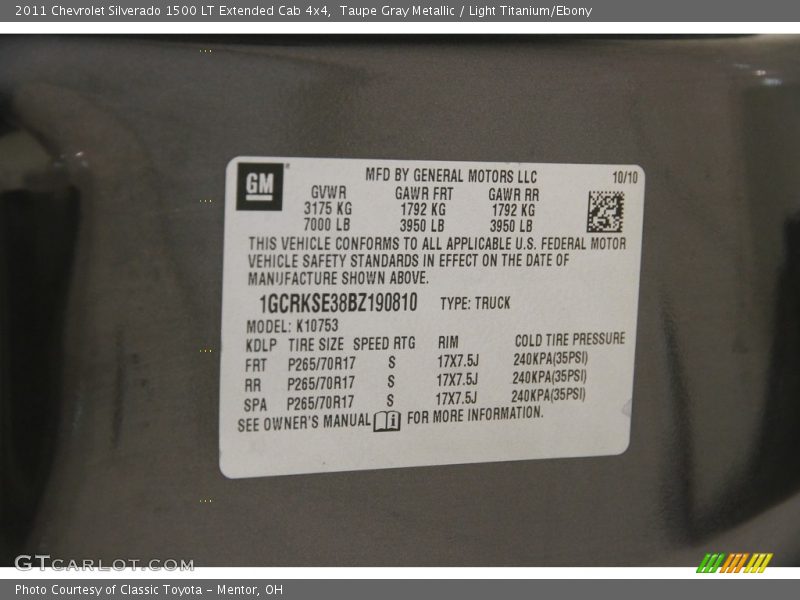 2011 Chevrolet Silverado 1500 LT Extended Cab 4x4,  Taupe Gray Metallic / Light Titanium/Ebony
GM
MFD BY GENERAL MOTORS LLC 10/10
GVWR GAWR FRT GAWR RR
3175 KG 1792 KG 1792 KG
7000 LB 3950 LB 3950 LB
THIS VEHICLE CONFORMS TO ALL APPLICABLE U.S. FEDERAL MOTOR
VEHICLE SAFETY STANDARDS IN EFFECT ON THE DATE OF
MANUFACTURE SHOWN ABOVE.
1GCRKSE38BZ190810 TYPE: TRUCK
MODEL: K10753
KDLP TIRE SIZE SPEED RTG RIM COLD TIRE PRESSURE
FRT P265/70R17 S 17X7.5J 240KPA(35PSI)
RR P265/70R17 S 17X7.5J 240KPA(35PSI)
SPA P265/70R17 S 17X7.5J 240KPA(35PSI)
SEE OWNER'S MANUAL i FOR MORE INFORMATION.
GTCARLOT.COM
Photo Courtesy of Classic Toyota - Mentor, OH